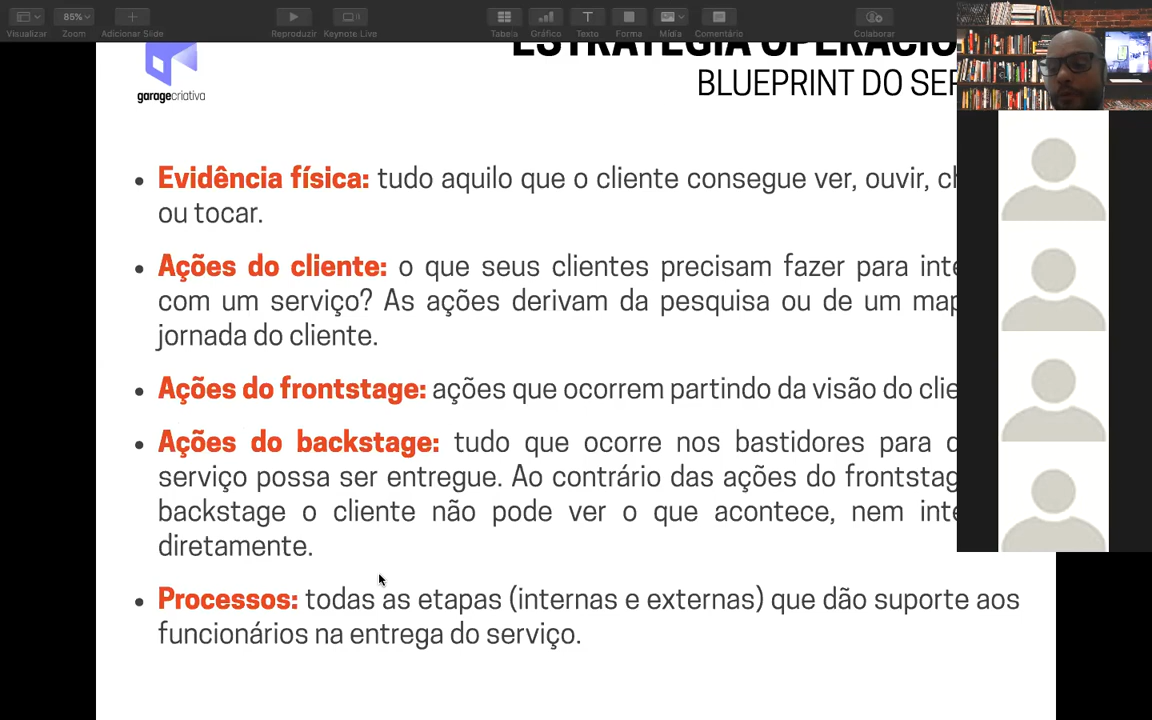 Visualizar
85%
Zoom
Adicionar Slide
Reproduzir
Keynote Live
Tabela
Gráfico
Texto
Forma
Mídia
Comentário
Colaborar
BLUEPRINT DO
garagecriativa
• Evidência física: tudo aquilo que o cliente consegue ver, ouvir,
ou tocar.
• Ações do cliente: o que seus clientes precisam fazer para
com um serviço? As ações derivam da pesquisa ou de um
jornada do cliente.
• Ações do frontstage: ações que ocorrem partindo da visão do
• Ações do backstage: tudo que ocorre nos bastidores para
serviço possa ser entregue. Ao contrário das ações do
backstage o cliente não pode ver o que acontece, nem
diretamente.
• Processos: todas as etapas (internas e externas) que dão suporte aos
funcionários na entrega do serviço.